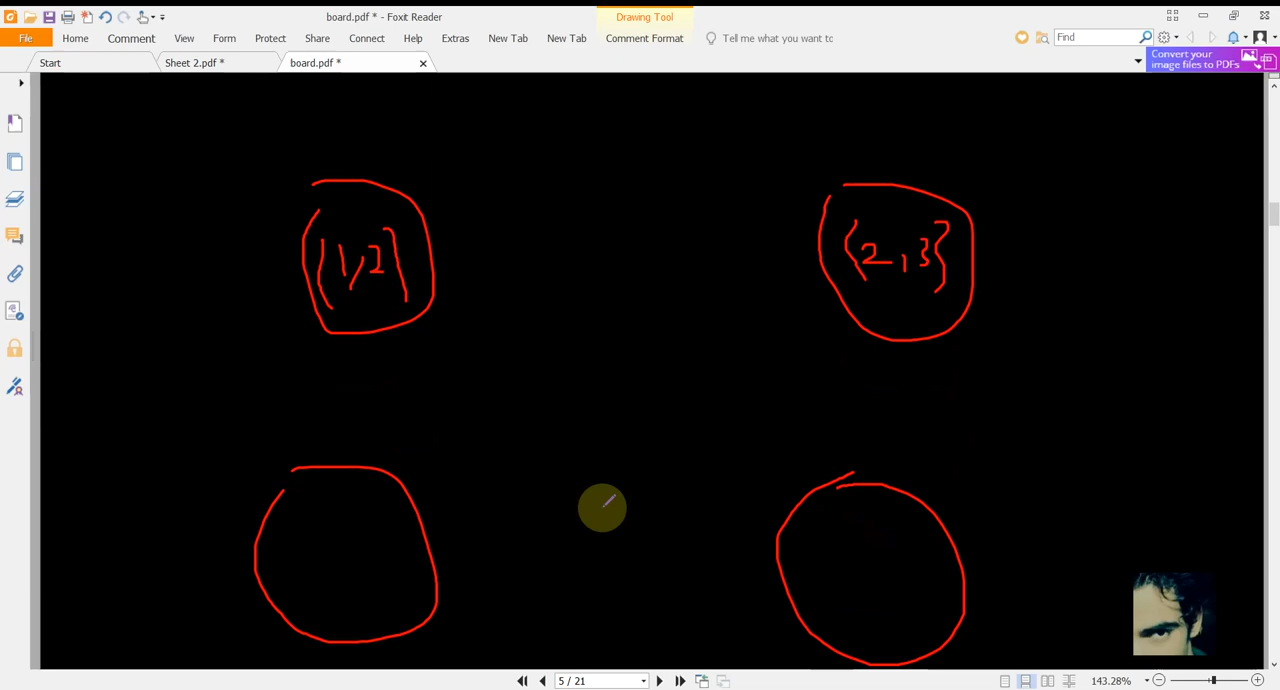 board.pdf * - Foxit Reader
Drawing Tool
File Home Comment View Form Protect Share Connect Help Extras New Tab New Tab Comment Format Tell me what you want to Find
Start Sheet 2.pdf * board.pdf *
Convert your
image files to PDFs
{1,2}
{2,3}
5 / 21
143.28%